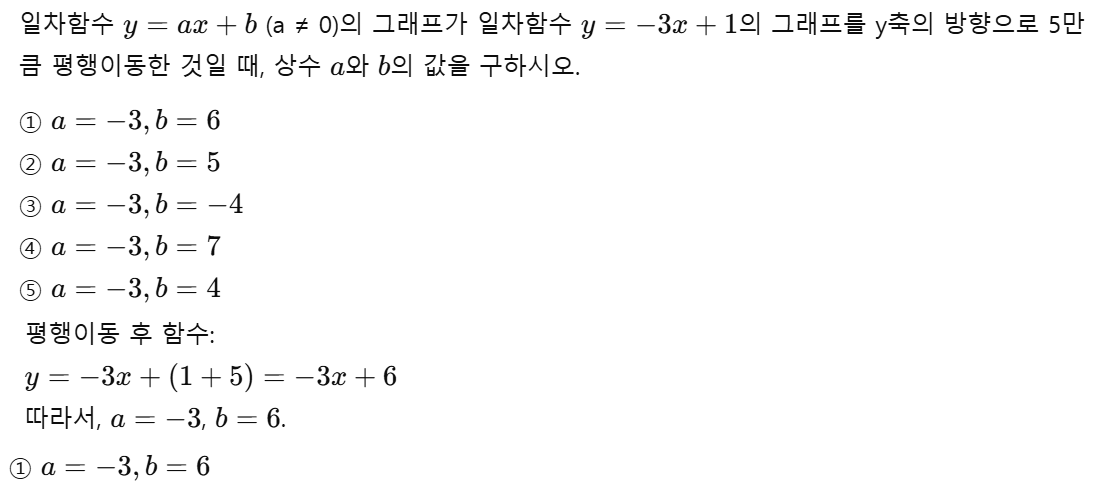 일차함수 y = ax + b (a ≠ 0)의 그래프가 일차함수 y = −3x + 1의 그래프를 y축의 방향으로 5만
큼 평행이동한 것일 때, 상수 a와 b의 값을 구하시오.
① a = −3, b = 6
② a = −3, b = 5
③ a = −3, b = −4
④ a = −3, b = 7
⑤ a = −3, b = 4
평행이동 후 함수:
y = −3x + (1 + 5) = −3x + 6
따라서, a = −3, b = 6.
① a = −3, b = 6